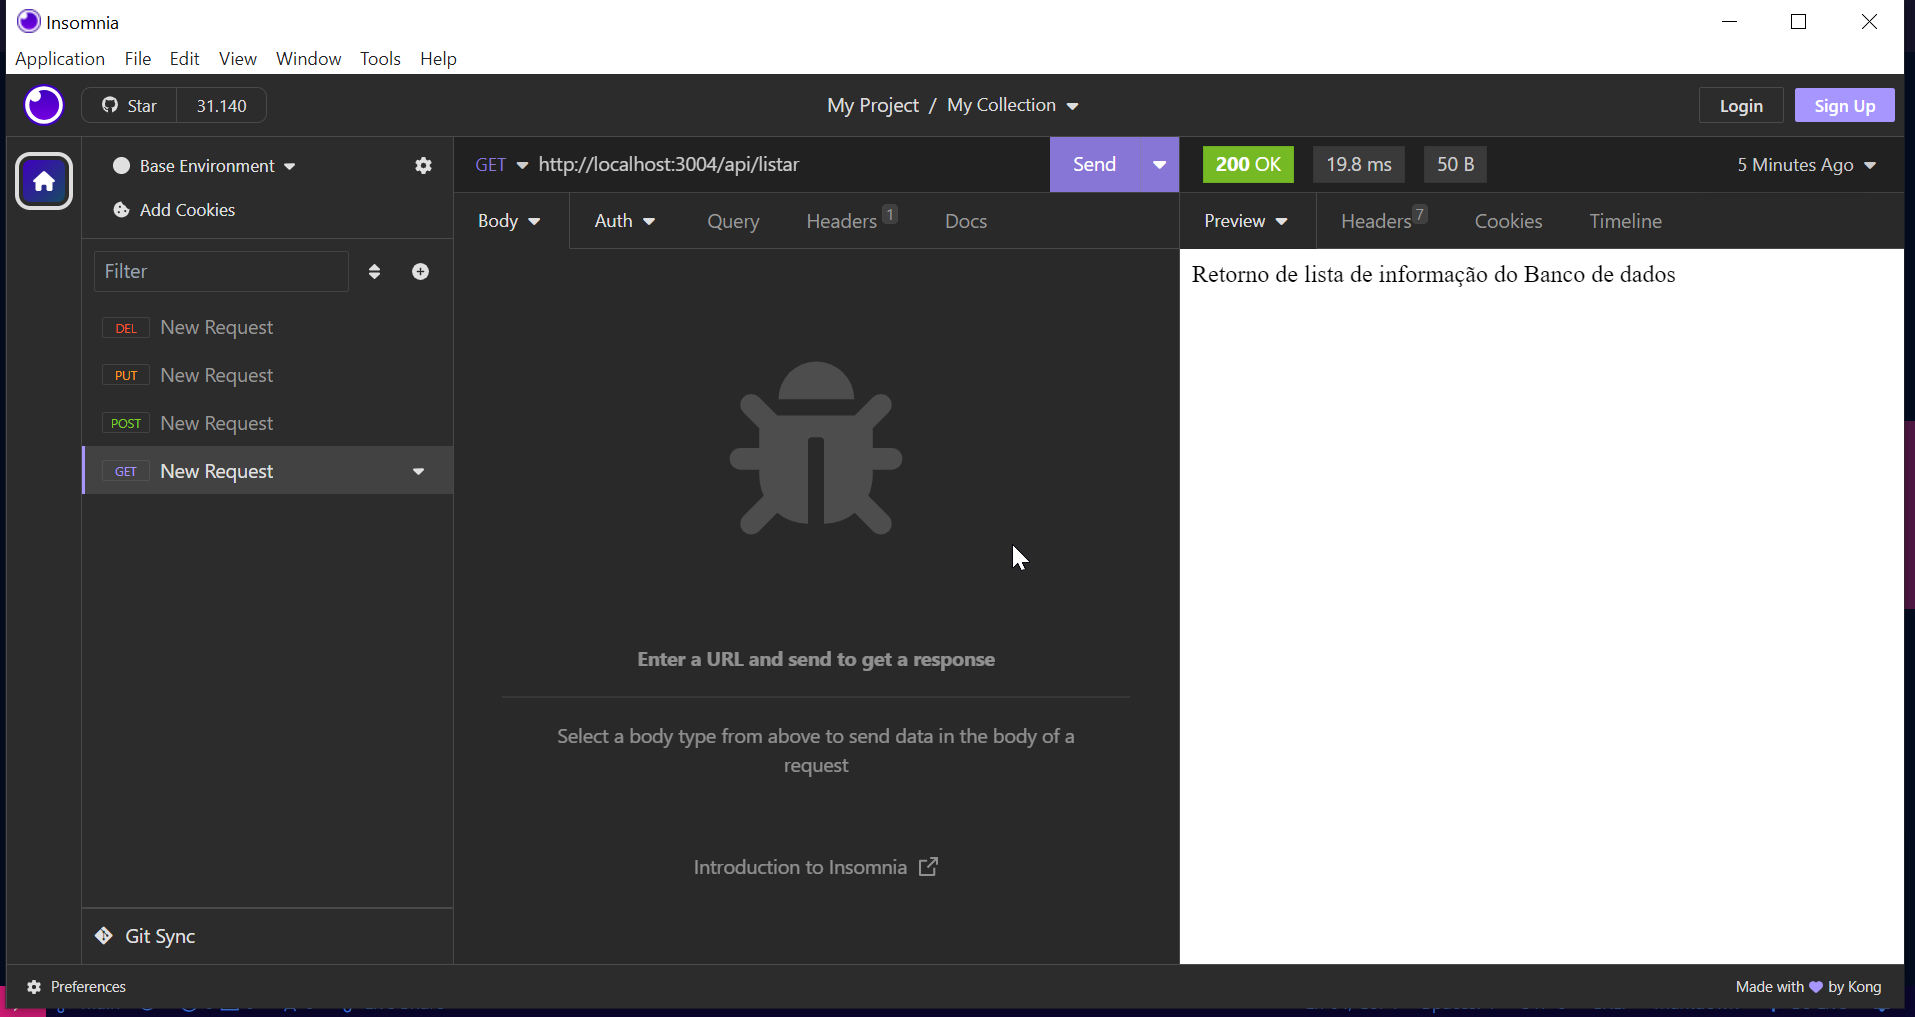 Insomnia
Application File Edit View Window Tools Help
Star 31.140
My Project / My Collection
Login Sign Up
Base Environment
GET http://localhost:3004/api/listar
Send
200 OK 19.8 ms 50 B
5 Minutes Ago
Add Cookies
Body Auth Query Headers 1 Docs
Preview Headers 7 Cookies Timeline
Filter
Retorno de lista de informação do Banco de dados
DEL New Request
PUT New Request
POST New Request
GET New Request
Enter a URL and send to get a response
Select a body type from above to send data in the body of a
request
Introduction to Insomnia
Git Sync
Preferences
Made with by Kong